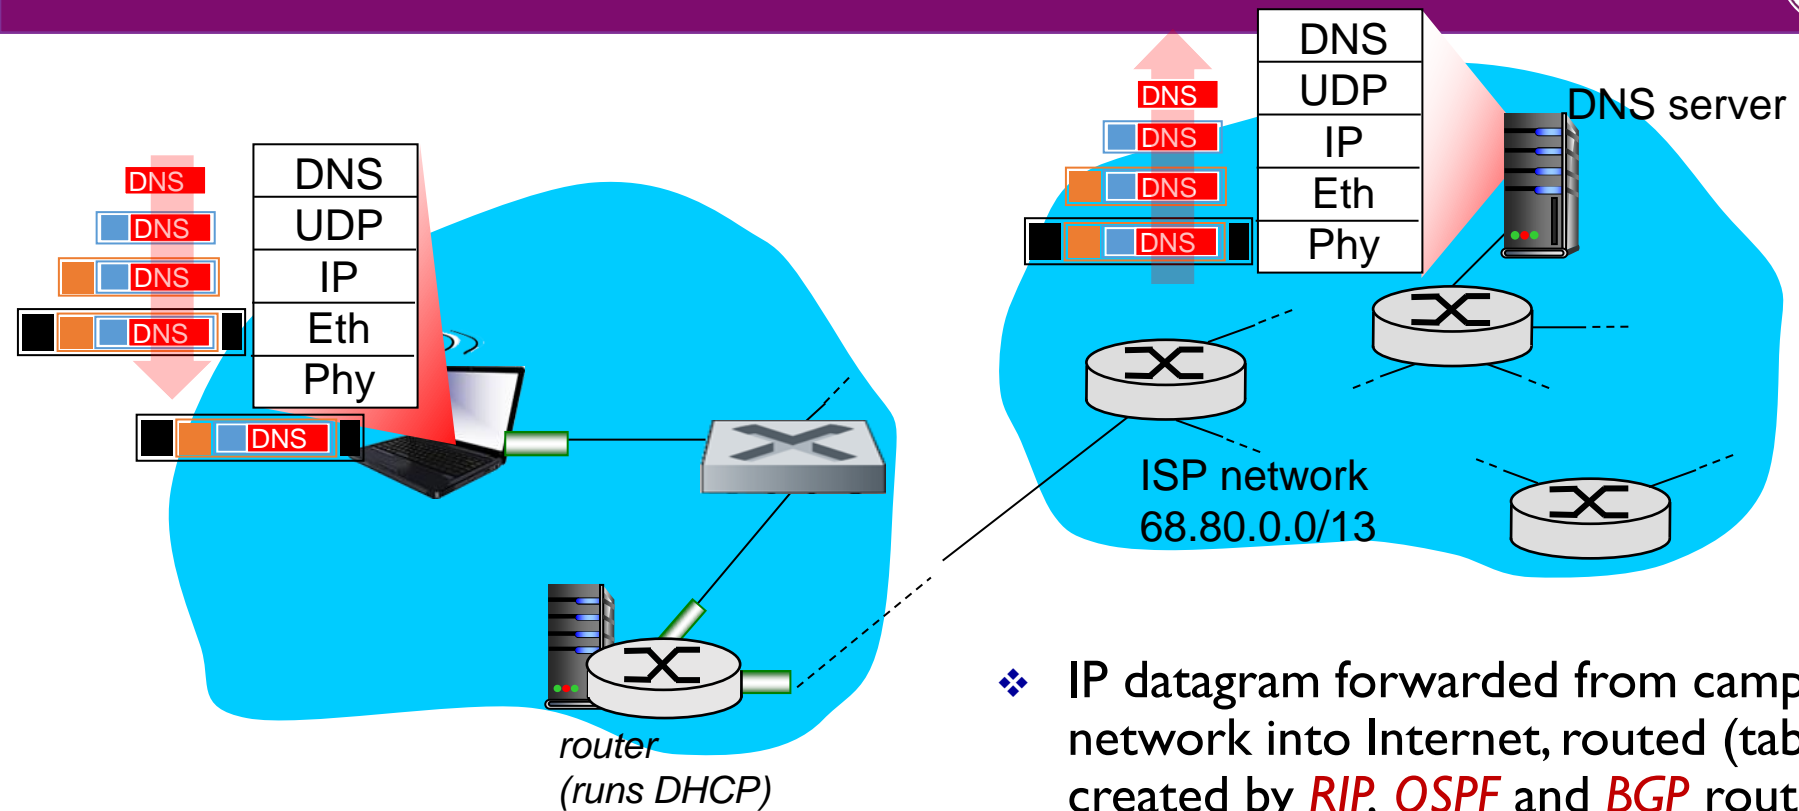 DNS
UDP
IP
Eth
Phy
DNS
DNS
DNS
DNS
DNS server
DNS
UDP
IP
Eth
Phy
DNS
DNS
DNS
DNS
DNS
ISP network
68.80.0.0/13
router
(runs DHCP)
❖ IP datagram forwarded from camp
network into Internet, routed (tab
created by RIP, OSPF and BGP rout